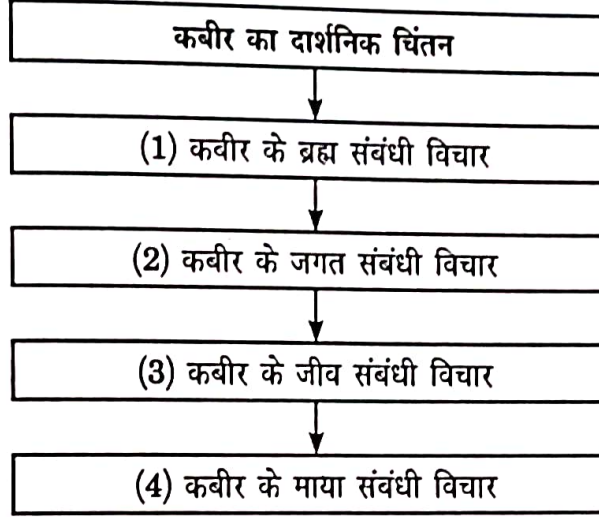 कबीर का दार्शनिक चिंतन
(1) कबीर के ब्रह्म संबंधी विचार
(2) कबीर के जगत संबंधी विचार
(3) कबीर के जीव संबंधी विचार
(4) कबीर के माया संबंधी विचार